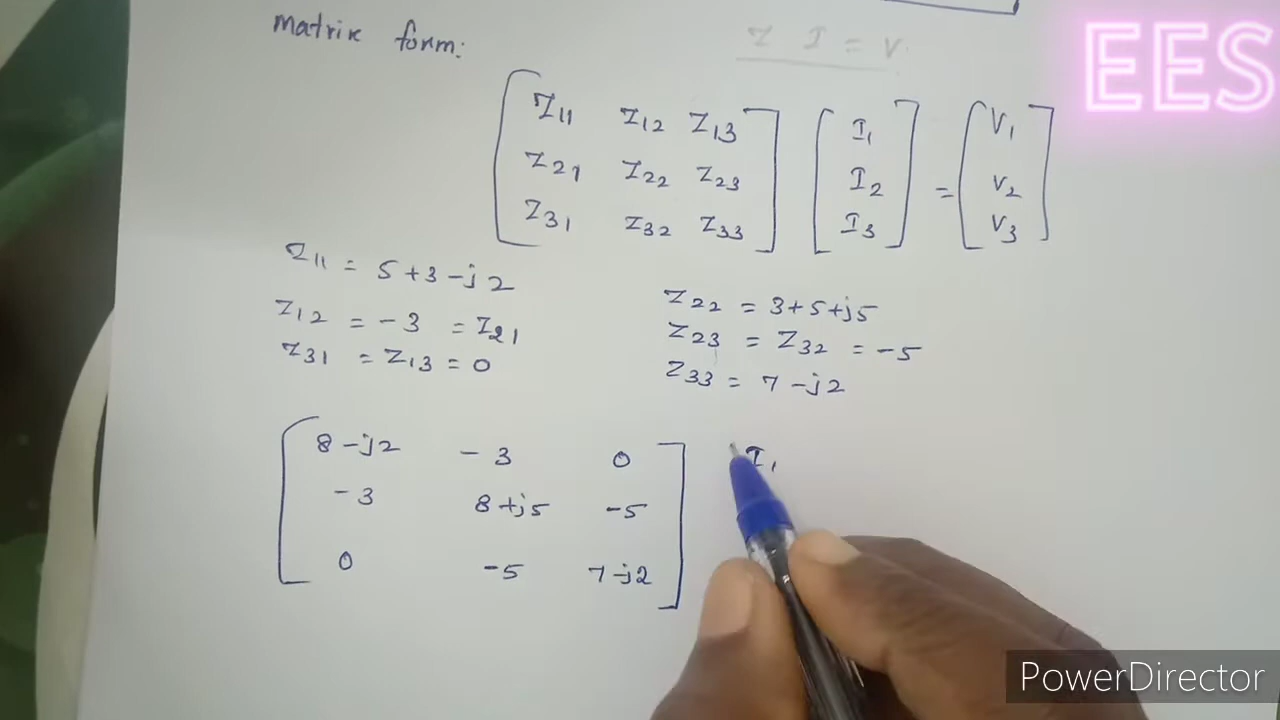 matrix form:
Z I = V
EES
Z11 Z12 Z13 I1 V1
Z21 Z22 Z23 I2 = V2
Z31 Z32 Z33 I3 V3
Z11 = 5+3-j2
Z12 = -3 = Z21
Z31 = Z13 = 0
Z22 = 3+5+j5
Z23 = Z32 = -5
Z33 = 7-j2
8-j2 -3 0 I1
-3 8+j5 -5
0 -5 7-j2
PowerDirector